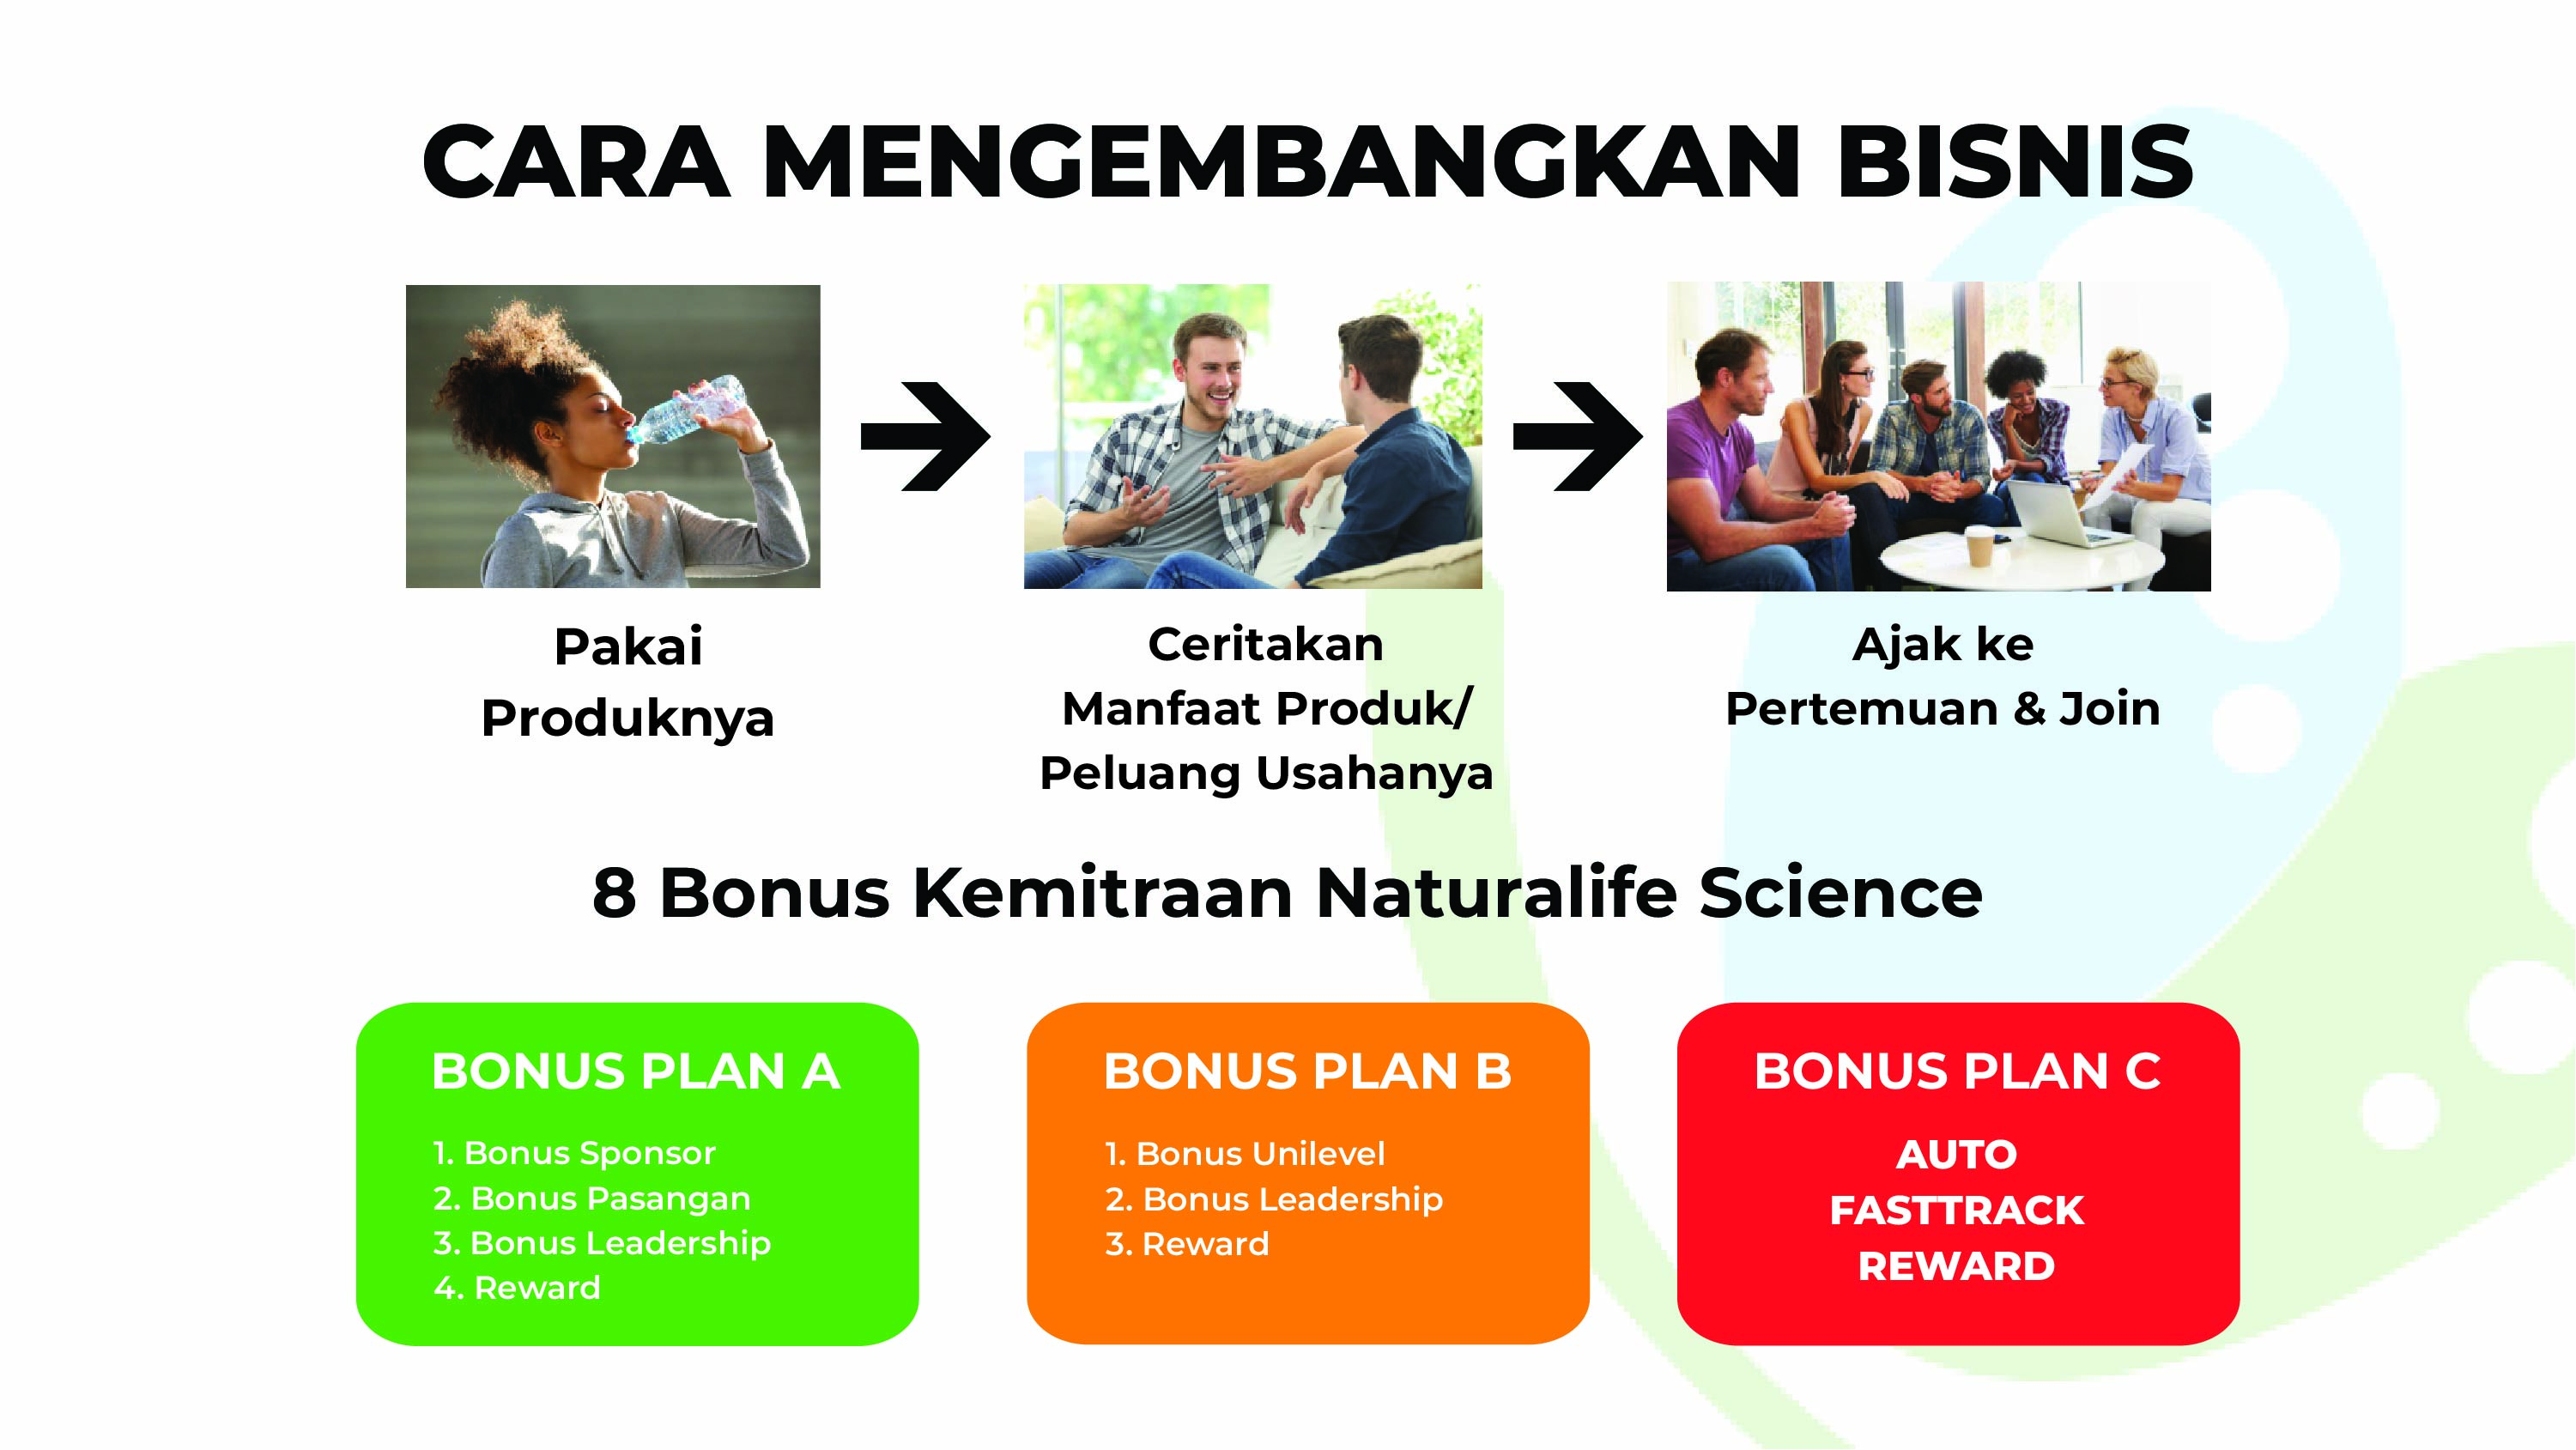 CARA MENGEMBANGKAN BISNIS
Pakai
Produknya
Ceritakan
Manfaat Produk/
Peluang Usahanya
Ajak ke
Pertemuan & Join
8 Bonus Kemitraan Naturalife Science
BONUS PLAN A
1. Bonus Sponsor
2. Bonus Pasangan
3. Bonus Leadership
4. Reward
BONUS PLAN B
1. Bonus Unilevel
2. Bonus Leadership
3. Reward
BONUS PLAN C
AUTO
FASTTRACK
REWARD